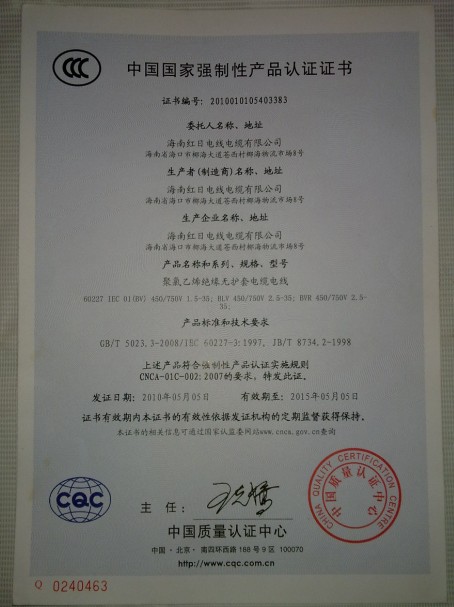 CCC
中国国家强制性产品认证证书
证书编号: 2010010105403383
委托人名称、地址
海南红日电线电缆有限公司
海南省海口市椰海大道苍西村椰海物流市场8号
生产者(制造商)名称、地址
海南红日电线电缆有限公司
海南省海口市椰海大道苍西村椰海物流市场8号
生产企业名称、地址
海南红日电线电缆有限公司
海南省海口市椰海大道苍西村椰海物流市场8号
产品名称和系列、规格、型号
聚氯乙烯绝缘无护套电缆电线
60227 IEC 01(BV) 450/750V 1.5-35; BLV 450/750V 2.5-35; BVR 450/750V 2.5-
35;
产品标准和技术要求
GB/T 5023.3-2008/IEC 60227-3:1997, JB/T 8734.2-1998
上述产品符合强制性产品认证实施规则
CNCA-01C-002:2007的要求，特发此证。
发证日期: 2010年05月05日 有效期至: 2015年05月05日
证书有效期内本证书的有效性依据发证机构的定期监督获得保持。
本证书的相关信息可通过国家认监委网站www.cnca.gov.cn查询
CHINA QUALITY CERTIFICATION CENTRE
中国质量认证中心
CQC
主任:
中国质量认证中心
中国·北京·南四环西路188号9区 100070
http://www.cqc.com.cn
Q 0240463